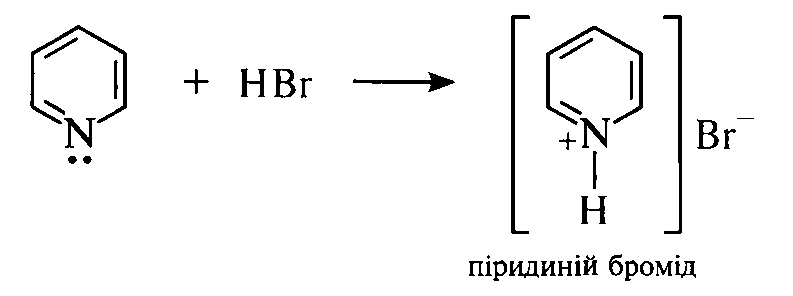 N + HBr → [+N H] Br⁻
піридиній бромід